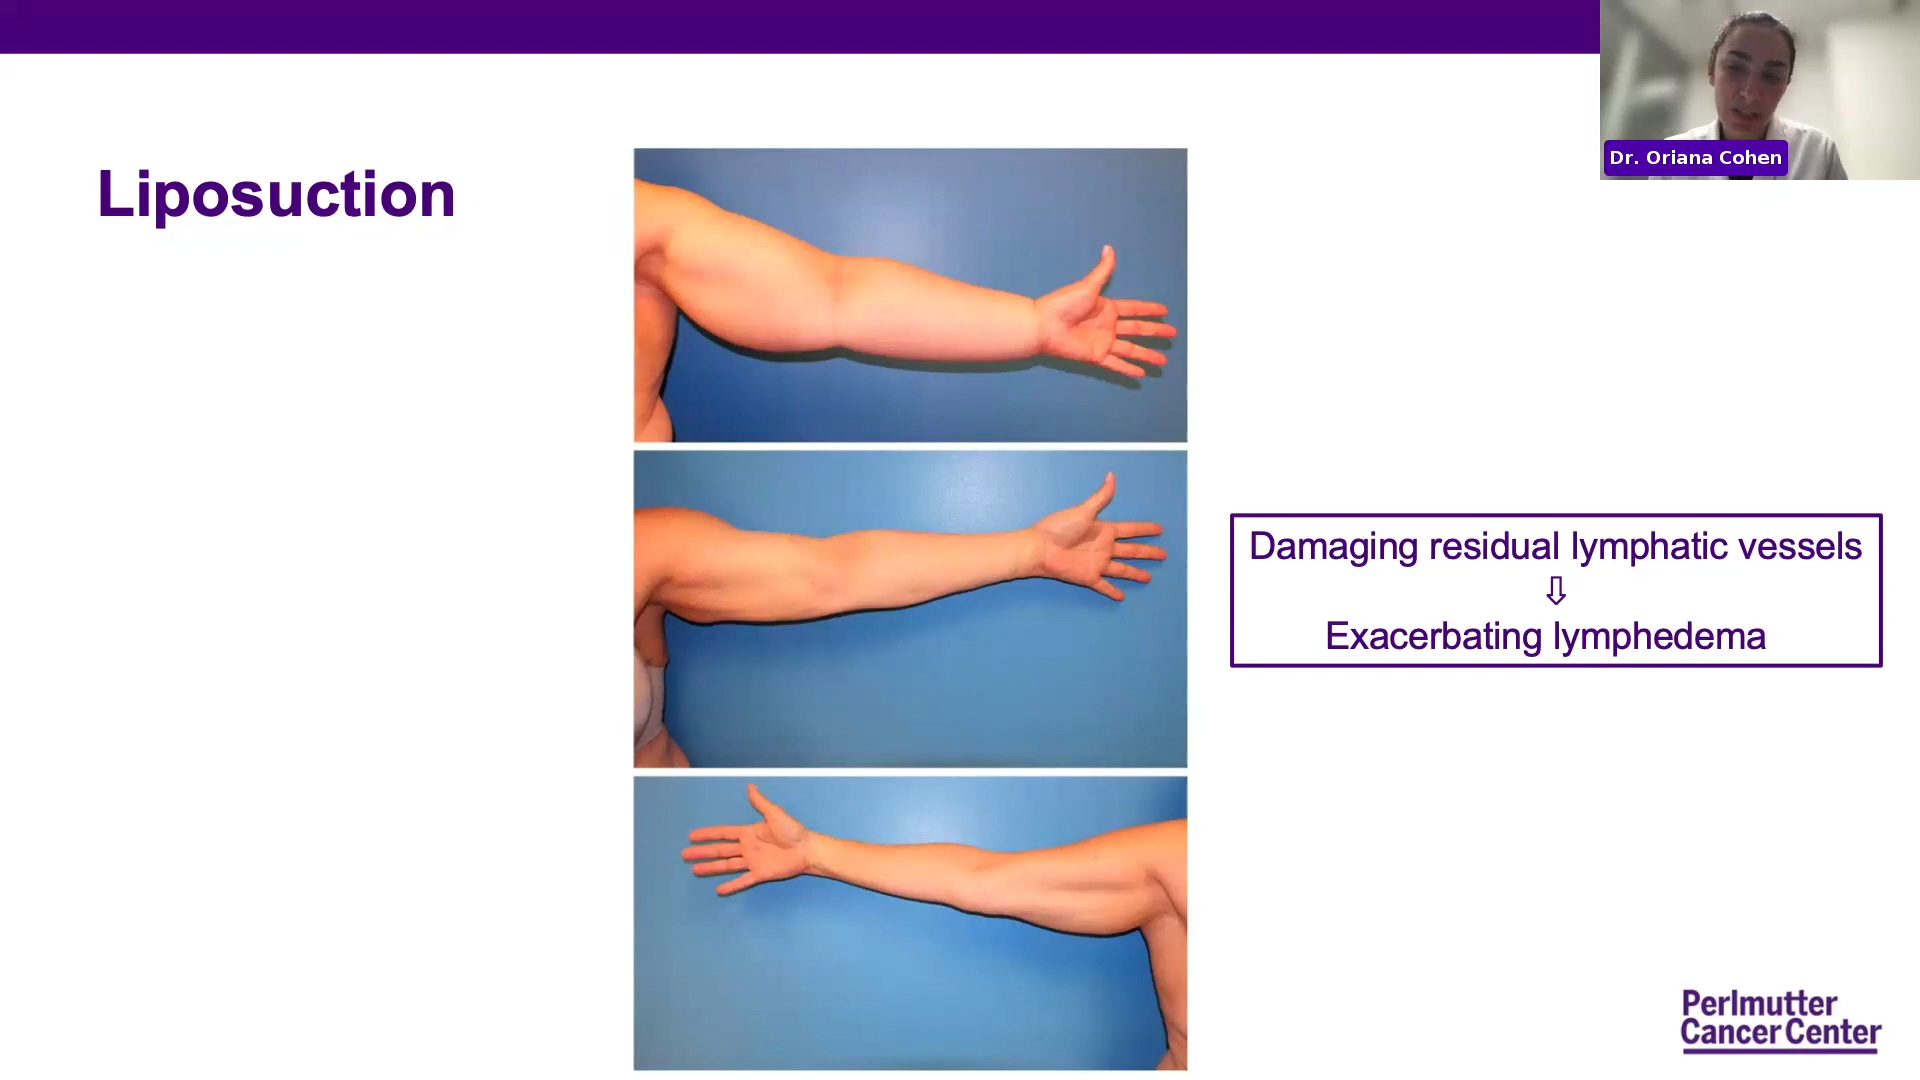 Dr. Oriana Cohen
Liposuction
Damaging residual lymphatic vessels
⇩
Exacerbating lymphedema
Perlmutter
Cancer Center